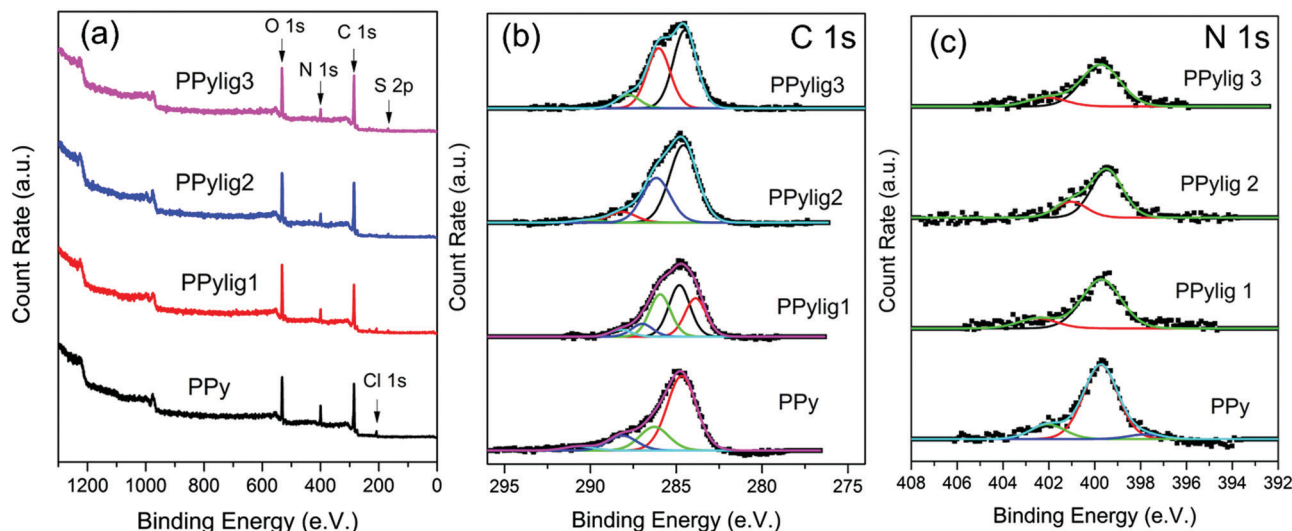 (a)
O 1s
C 1s
N 1s
S 2p
PPylig3
PPylig2
PPylig1
PPy
Cl 1s
Count Rate (a.u.)
1200 1000 800 600 400 200 0
Binding Energy (e.V.)
(b)
C 1s
PPylig3
PPylig2
PPylig1
PPy
Count Rate (a.u.)
295 290 285 280 275
Binding Energy (e.V.)
(c)
N 1s
PPylig 3
PPylig 2
PPylig 1
PPy
Count Rate (a.u.)
408 406 404 402 400 398 396 394 392
Binding Energy (e.V.)